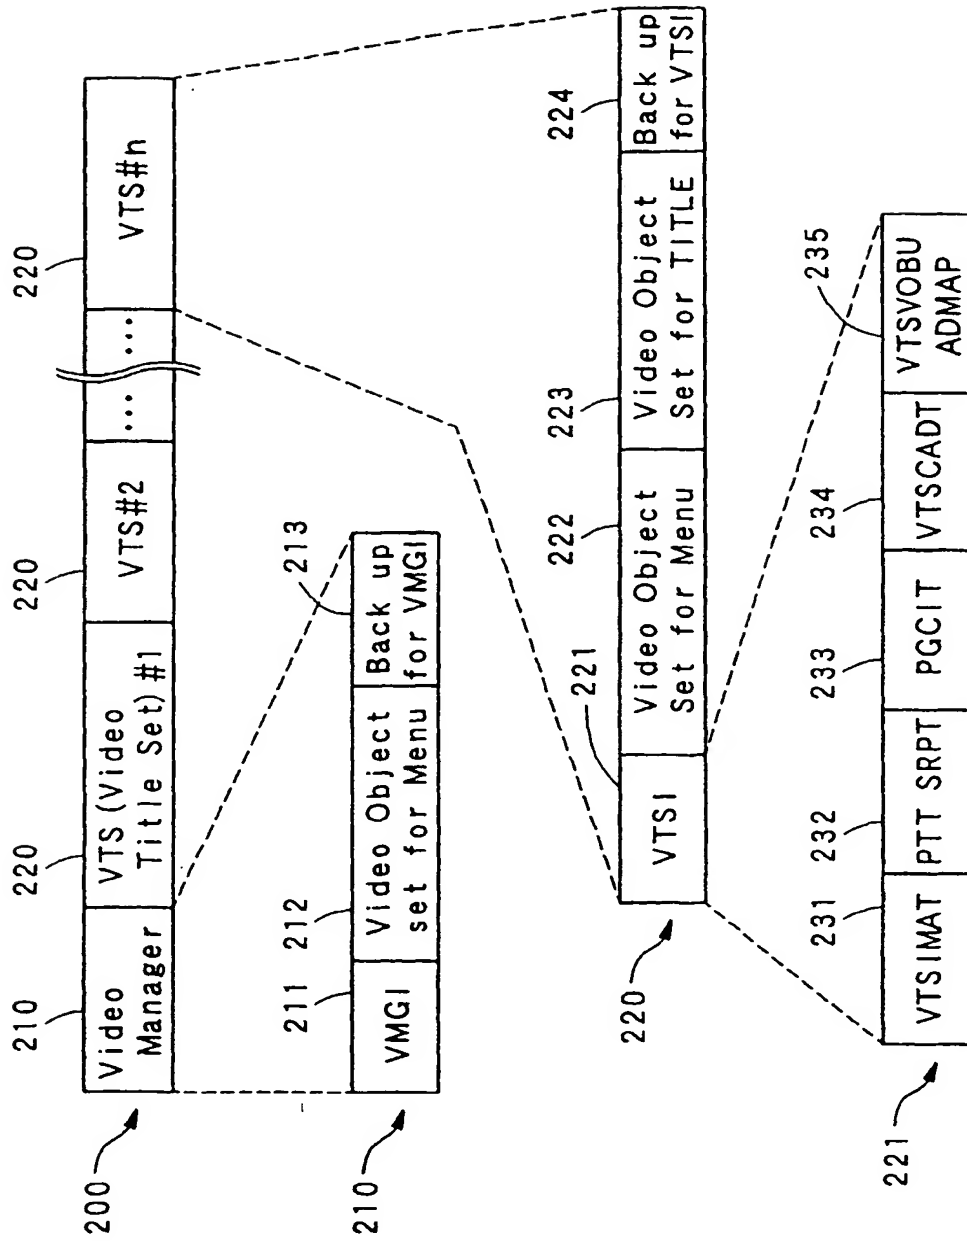 210
220
220
220
Video
Manager
VTS (Video
Title Set) #1
VTS#2
... ...
... ...
VTS#n
200
211
212
213
VMGI
Video Object
set for Menu
Back up
for VMGI
210
221
222
223
224
VTSI
Video Object
Set for Menu
Video Object
Set for TITLE
Back up
for VTSI
220
231
232
233
234
235
VTSIMAT
PTT SRPT
PGCIT
VTSCADT
VTSVOBU
ADMAP
221